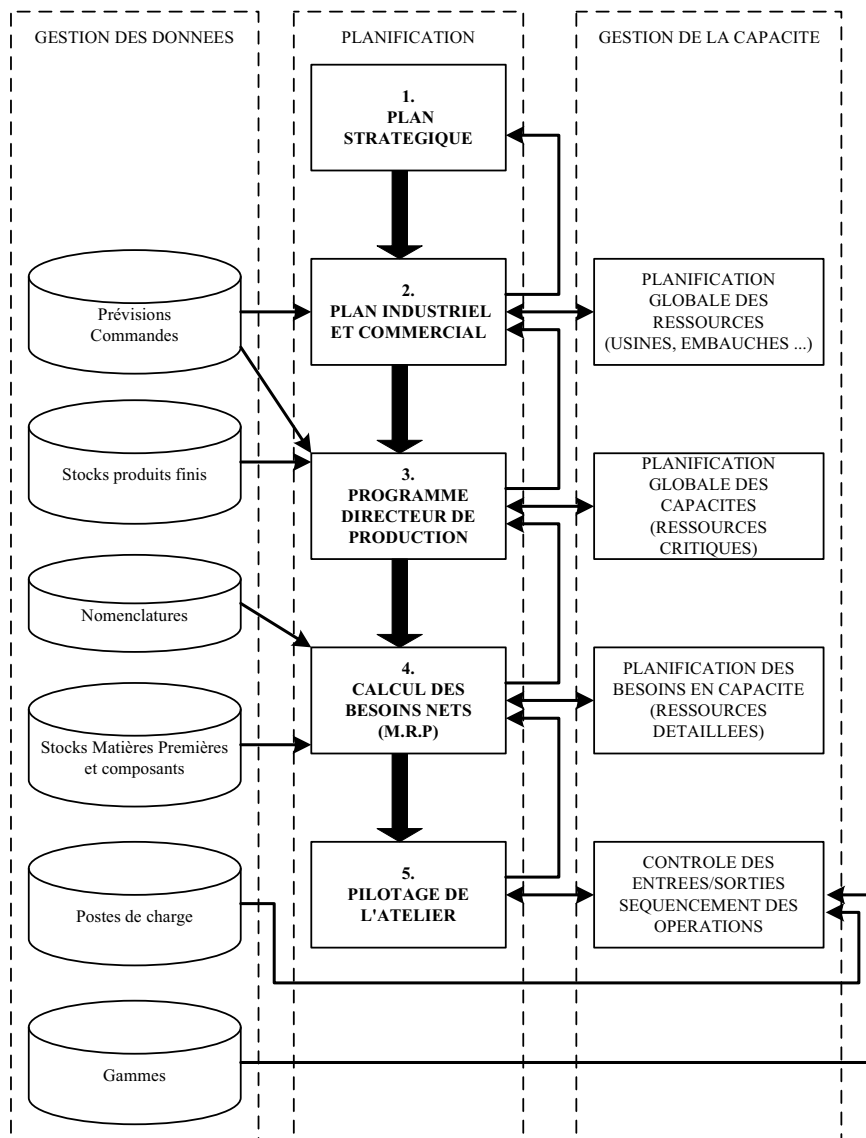 GESTION DES DONNEES
PLANIFICATION
GESTION DE LA CAPACITE
1.
PLAN
STRATEGIQUE
Prévisions
Commandes
2.
PLAN INDUSTRIEL
ET COMMERCIAL
PLANIFICATION
GLOBALE DES
RESSOURCES
(USINES, EMBAUCHES ...)
Stocks produits finis
3.
PROGRAMME
DIRECTEUR DE
PRODUCTION
PLANIFICATION
GLOBALE DES
CAPACITES
(RESSOURCES
CRITIQUES)
Nomenclatures
4.
CALCUL DES
BESOINS NETS
(M.R.P)
PLANIFICATION DES
BESOINS EN CAPACITE
(RESSOURCES
DETAILLEES)
Stocks Matières Premières
et composants
Postes de charge
5.
PILOTAGE DE
L'ATELIER
CONTROLE DES
ENTREES/SORTIES
SEQUENCEMENT DES
OPERATIONS
Gammes